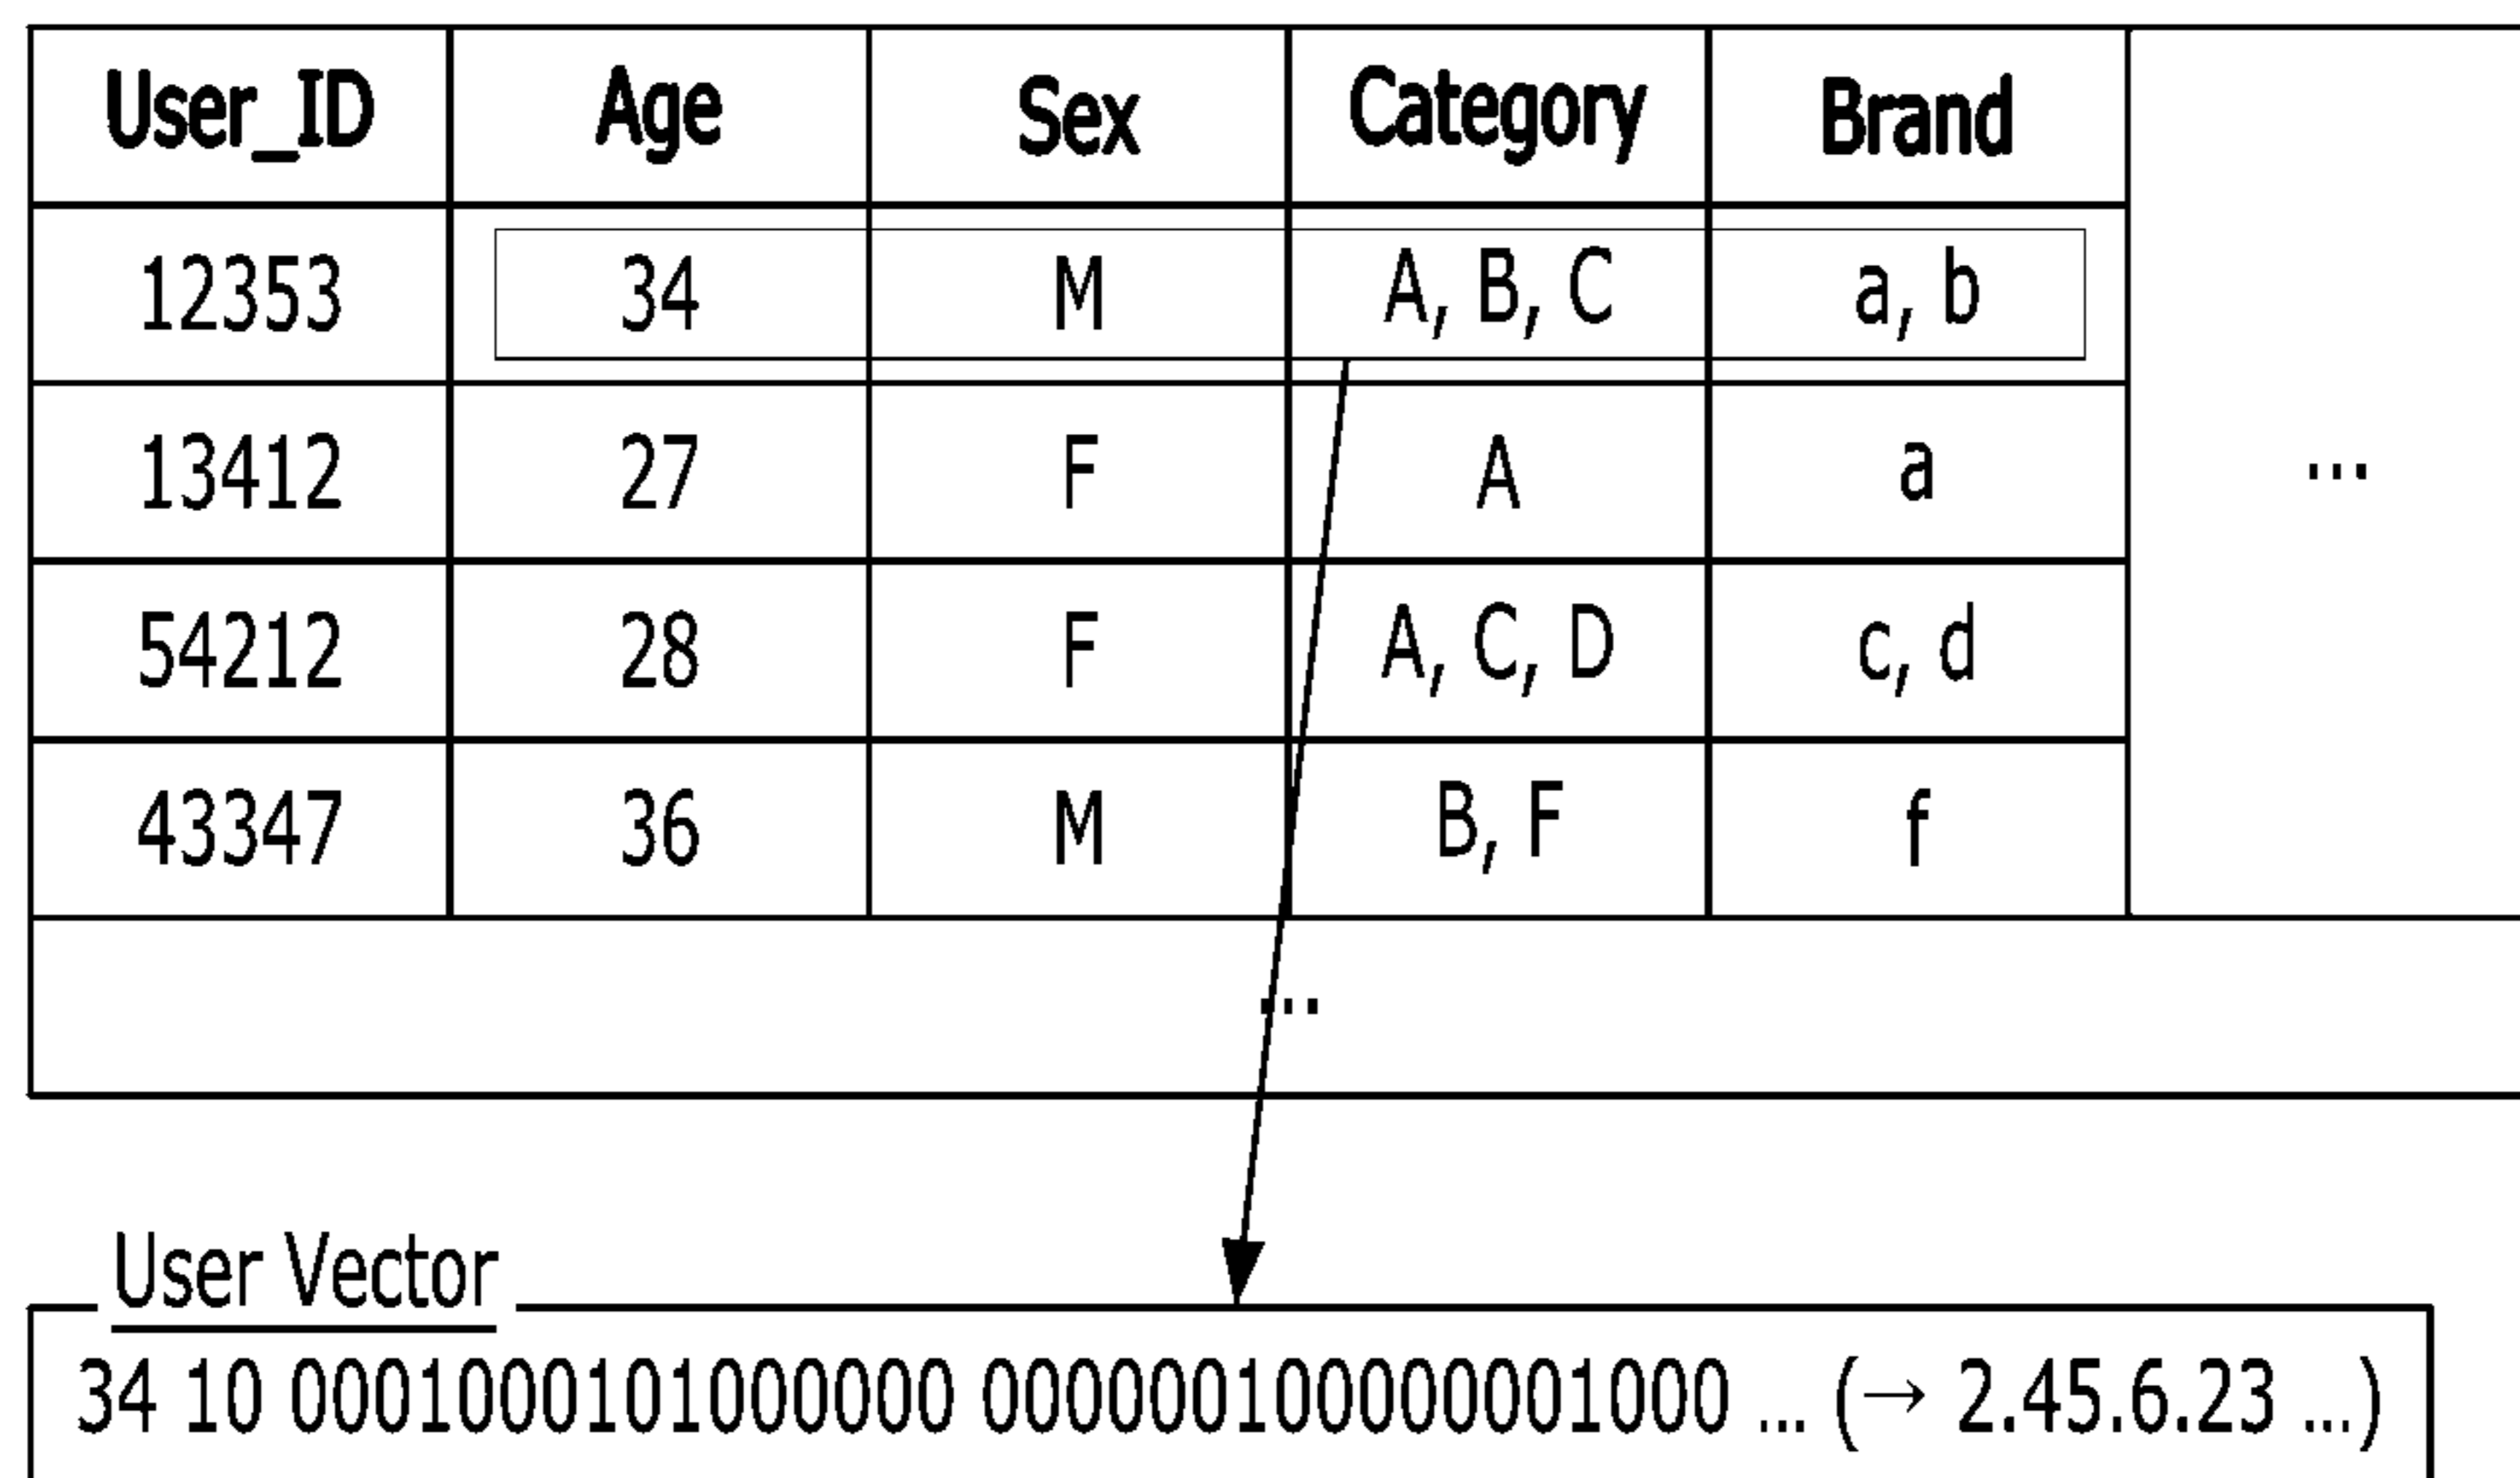 User_ID Age Sex Category Brand
12353 34 M A, B, C a, b
13412 27 F A a ...
54212 28 F A, C, D c, d
43347 36 M B, F f
...
User Vector
34 10 0001000101000000 000000100000001000 ... (→ 2.45.6.23 ...)